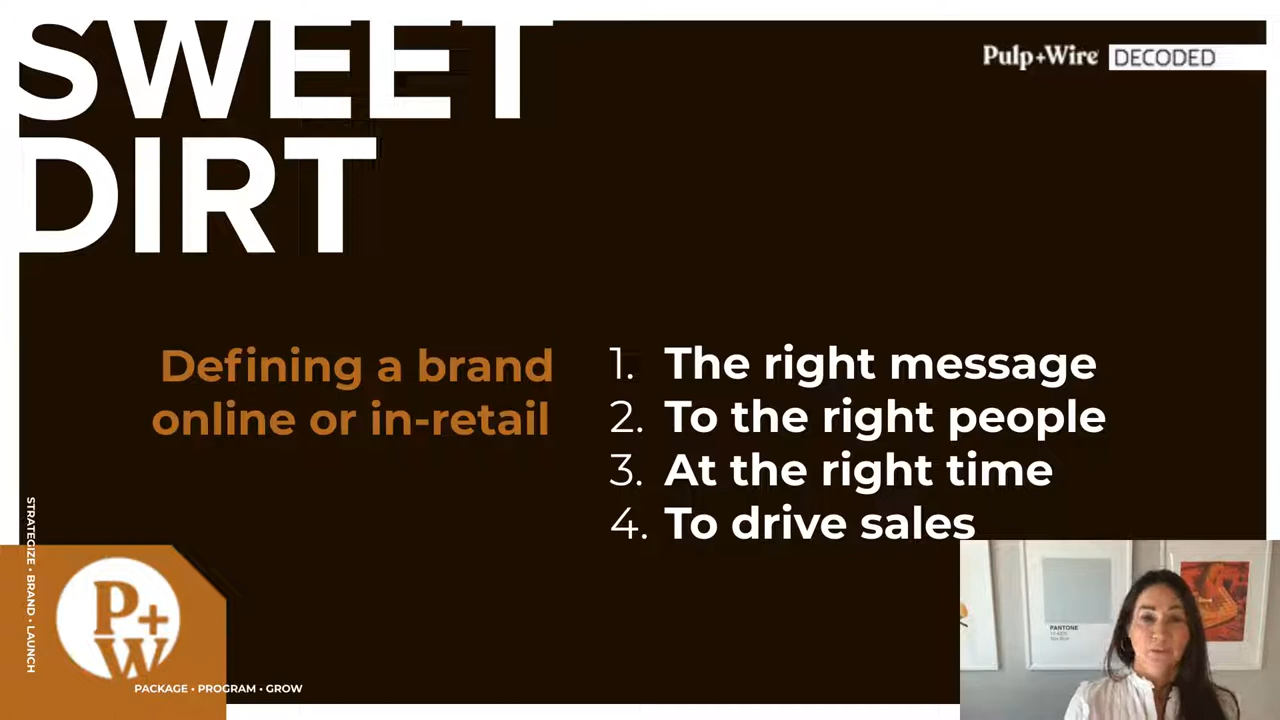 SWEET
DIRT
Pulp+Wire DECODED
Defining a brand
online or in-retail
1. The right message
2. To the right people
3. At the right time
4. To drive sales
STRATEGIZE • BRAND • LAUNCH
P+
W
PACKAGE • PROGRAM • GROW
PANTONE